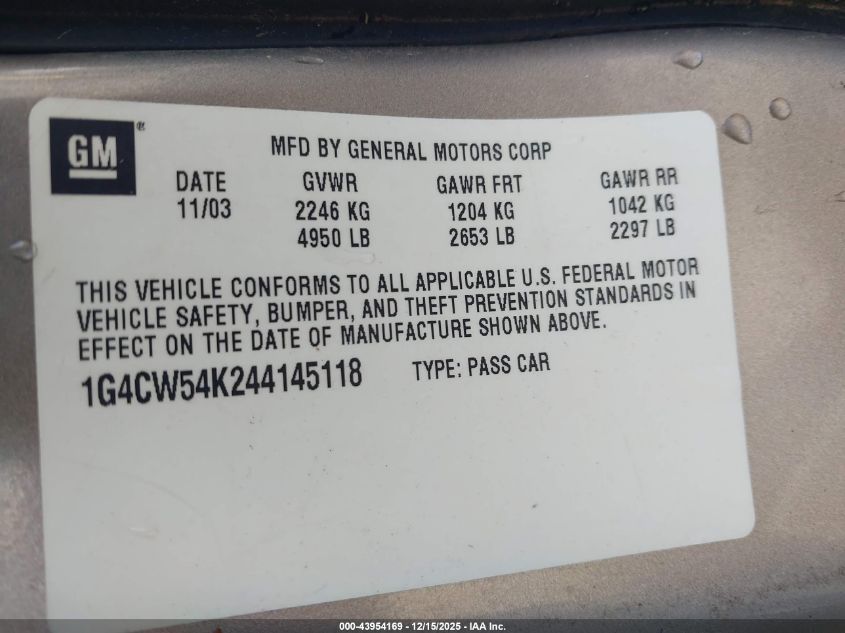 GM®
MFD BY GENERAL MOTORS CORP
DATE GVWR GAWR FRT GAWR RR
11/03 2246 KG 1204 KG 1042 KG
4950 LB 2653 LB 2297 LB
THIS VEHICLE CONFORMS TO ALL APPLICABLE U.S. FEDERAL MOTOR
VEHICLE SAFETY, BUMPER, AND THEFT PREVENTION STANDARDS IN
EFFECT ON THE DATE OF MANUFACTURE SHOWN ABOVE.
1G4CW54K244145118 TYPE: PASS CAR
000-43954169 - 12/15/2025 - IAA Inc.